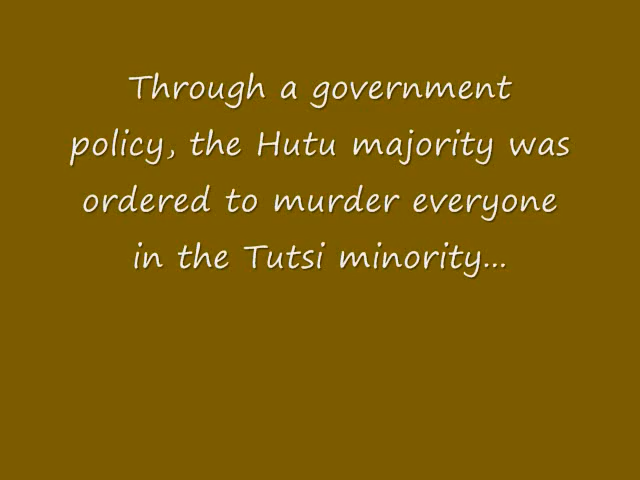 Through a government
policy, the Hutu majority was
ordered to murder everyone
in the Tutsi minority...